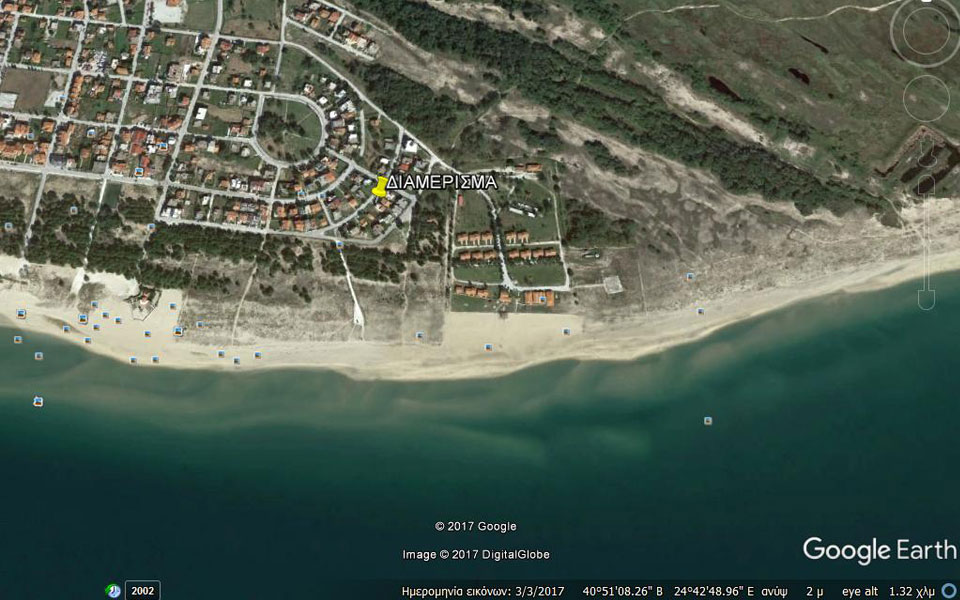 ΔΙΑΜΕΡΙΣΜΑ
© 2017 Google
Image © 2017 DigitalGlobe
Google Earth
2002
Ημερομηνία εικόνων: 3/3/2017 40°51'08.26" Β 24°42'48.96" Ε ανύψ 2 μ eye alt 1.32 χλμ